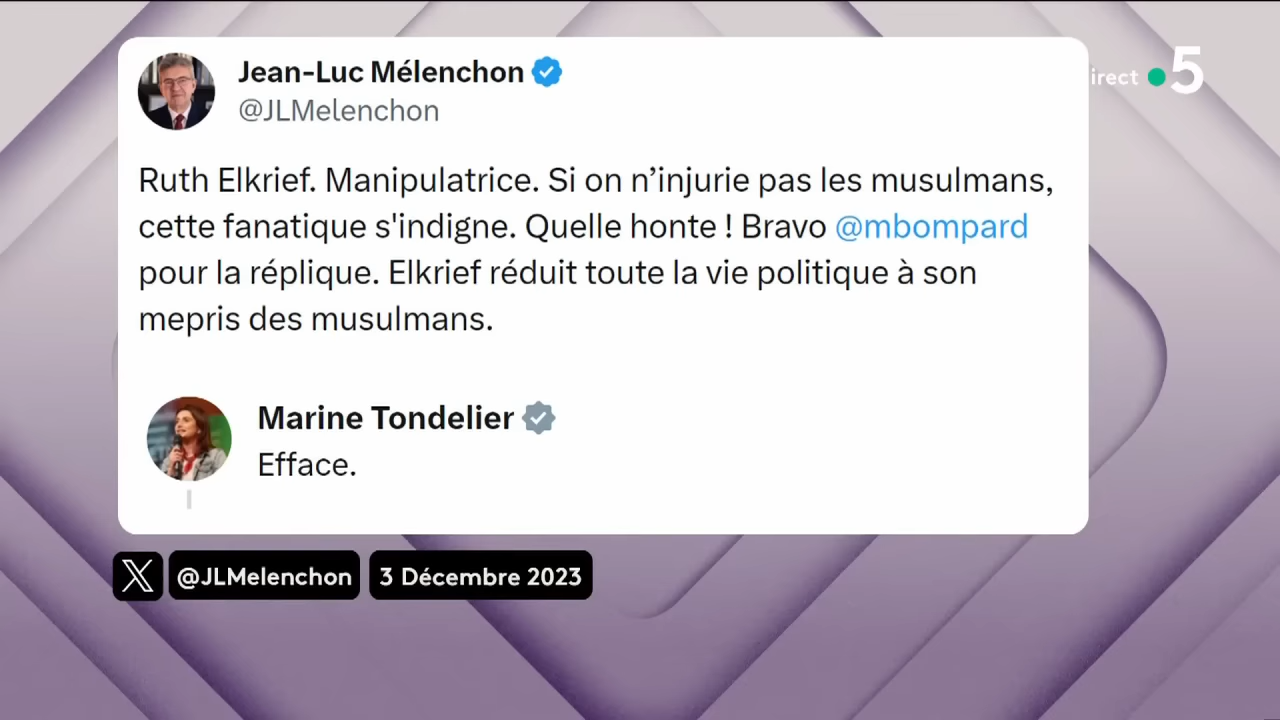 Jean-Luc Mélenchon
@JLMelenchon
irect 5
Ruth Elkrief. Manipulatrice. Si on n’injurie pas les musulmans,
cette fanatique s'indigne. Quelle honte ! Bravo @mbompard
pour la réplique. Elkrief réduit toute la vie politique à son
mepris des musulmans.
Marine Tondelier
Efface.
X @JLMelenchon 3 Décembre 2023